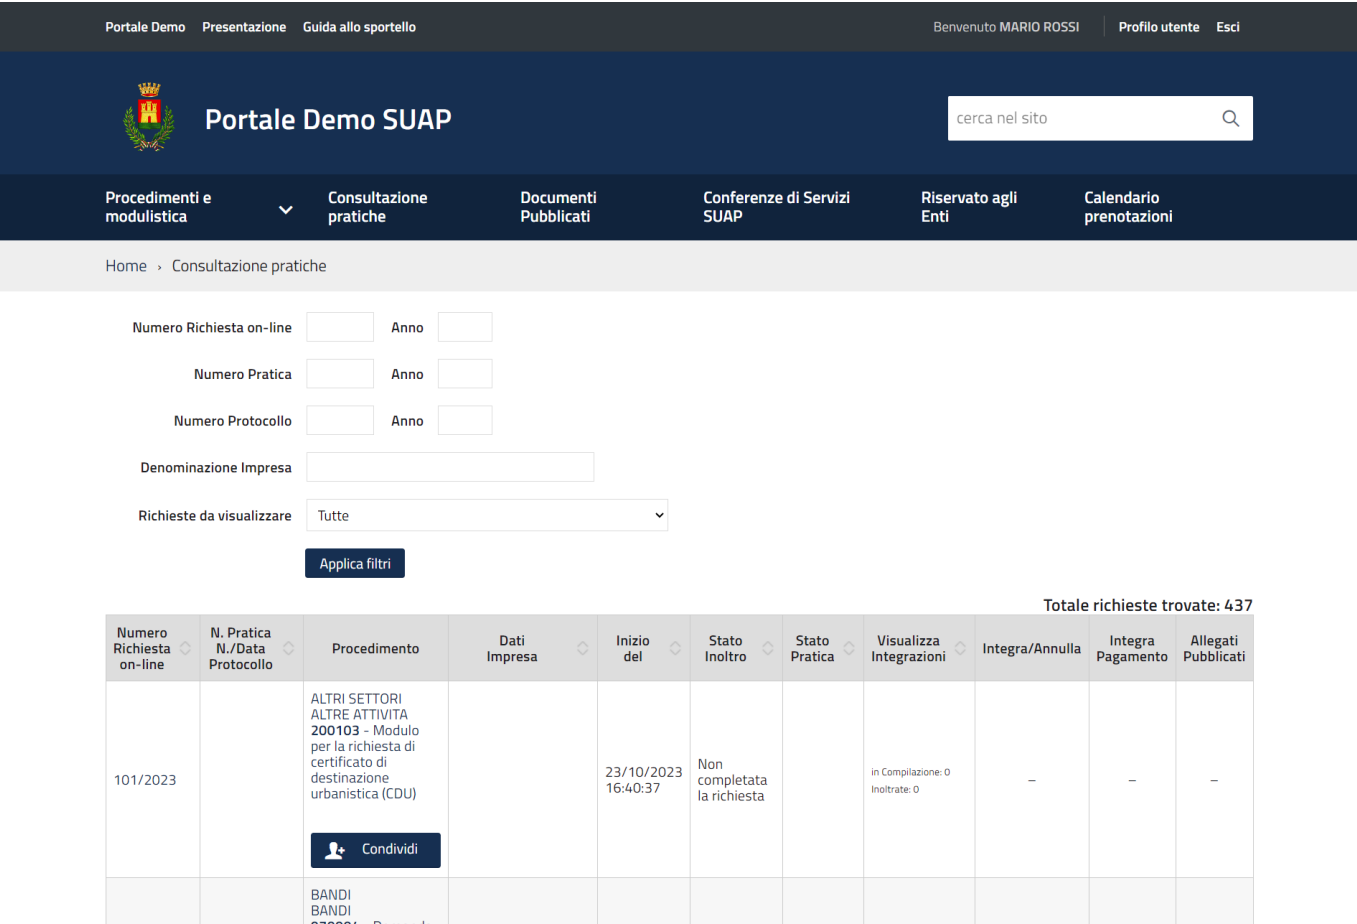 Portale Demo Presentazione Guida allo sportello Benvenuto MARIO ROSSI Profilo utente Esci
Portale Demo SUAP
cerca nel sito
Procedimenti e modulistica
Consultazione pratiche
Documenti Pubblicati
Conferenze di Servizi SUAP
Riservato agli Enti
Calendario prenotazioni
Home › Consultazione pratiche
Numero Richiesta on-line Anno
Numero Pratica Anno
Numero Protocollo Anno
Denominazione Impresa
Richieste da visualizzare Tutte
Applica filtri
Totale richieste trovate: 437
Numero Richiesta on-line
N. Pratica N./Data Protocollo
Procedimento
Dati Impresa
Inizio del
Stato Inoltro
Stato Pratica
Visualizza Integrazioni
Integra/Annulla
Integra Pagamento
Allegati Pubblicati
101/2023
ALTRI SETTORI
ALTRE ATTIVITA
200103 - Modulo
per la richiesta di
certificato di
destinazione
urbanistica (CDU)
Condividi
23/10/2023
16:40:37
Non
completata
la richiesta
in Compilazione: 0
Inoltrate: 0
–
–
–
BANDI
BANDI